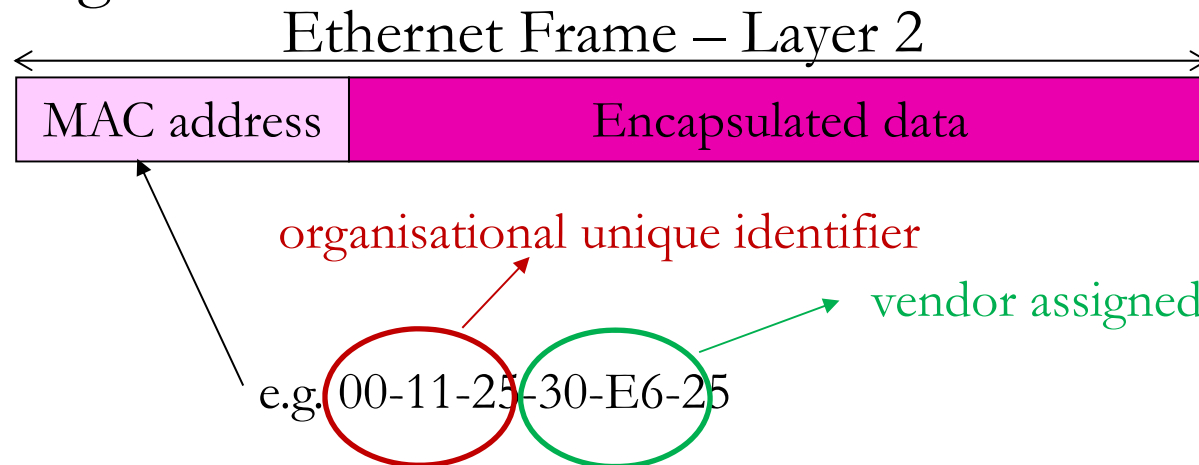 Ethernet Frame – Layer 2
MAC address
Encapsulated data
organisational unique identifier
vendor assigned
e.g. 00-11-25-30-E6-25